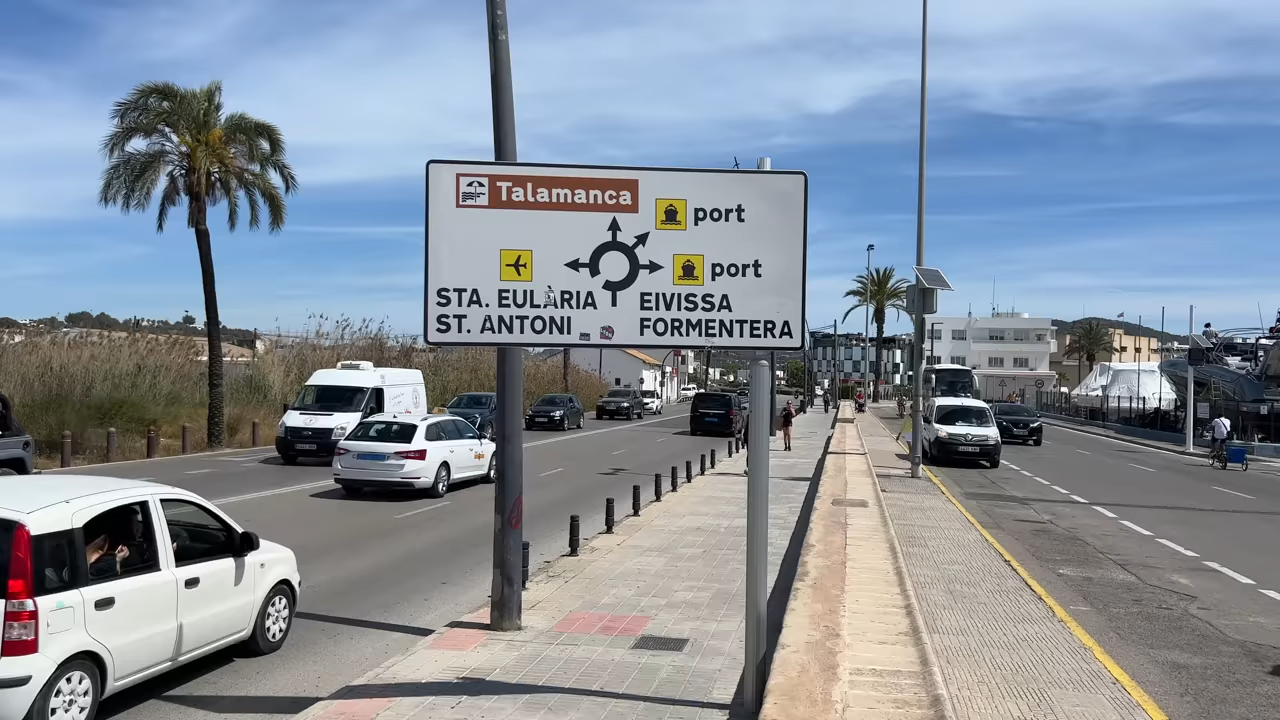 Talamanca
port
port
STA. EULÀRIA
ST. ANTONI
EIVISSA
FORMENTERA